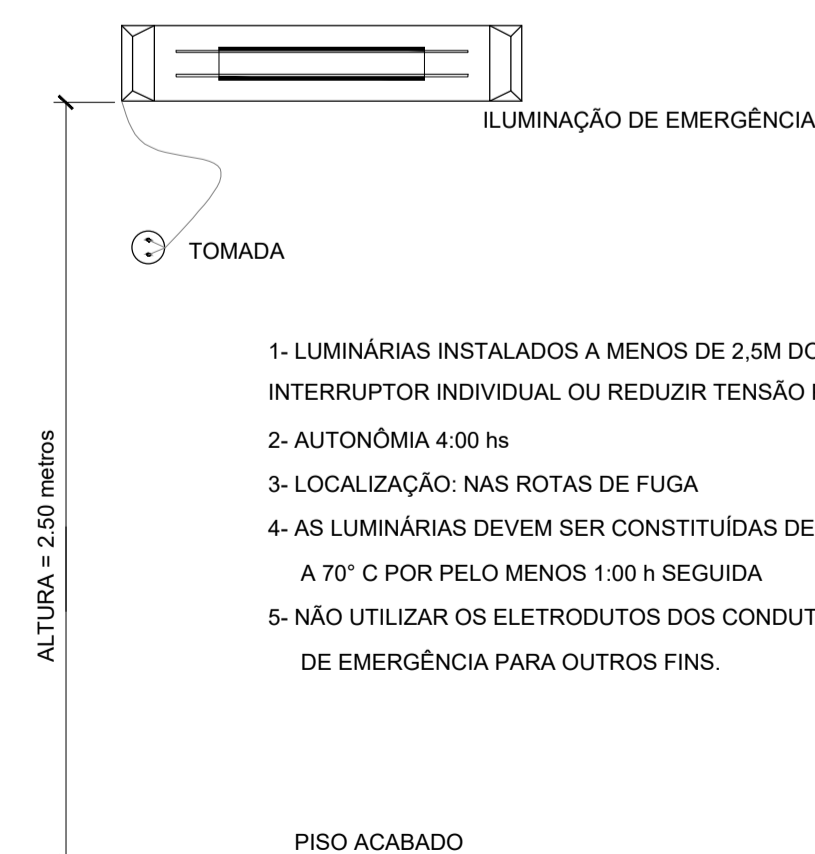 ILUMINAÇÃO DE EMERGÊNCIA
TOMADA
1- LUMINÁRIAS INSTALADOS A MENOS DE 2,5M DO
INTERRUPTOR INDIVIDUAL OU REDUZIR TENSÃO
2- AUTONÔMIA 4:00 hs
3- LOCALIZAÇÃO: NAS ROTAS DE FUGA
4- AS LUMINÁRIAS DEVEM SER CONSTITUÍDAS DE
A 70° C POR PELO MENOS 1:00 h SEGUIDA
5- NÃO UTILIZAR OS ELETRODUTOS DOS CONDUT
DE EMERGÊNCIA PARA OUTROS FINS.
ALTURA = 2.50 metros
PISO ACABADO